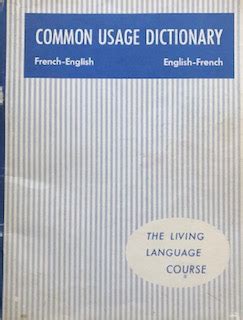 COMMON USAGE DICTIONARY
French-English English-French
THE LIVING
LANGUAGE
COURSE